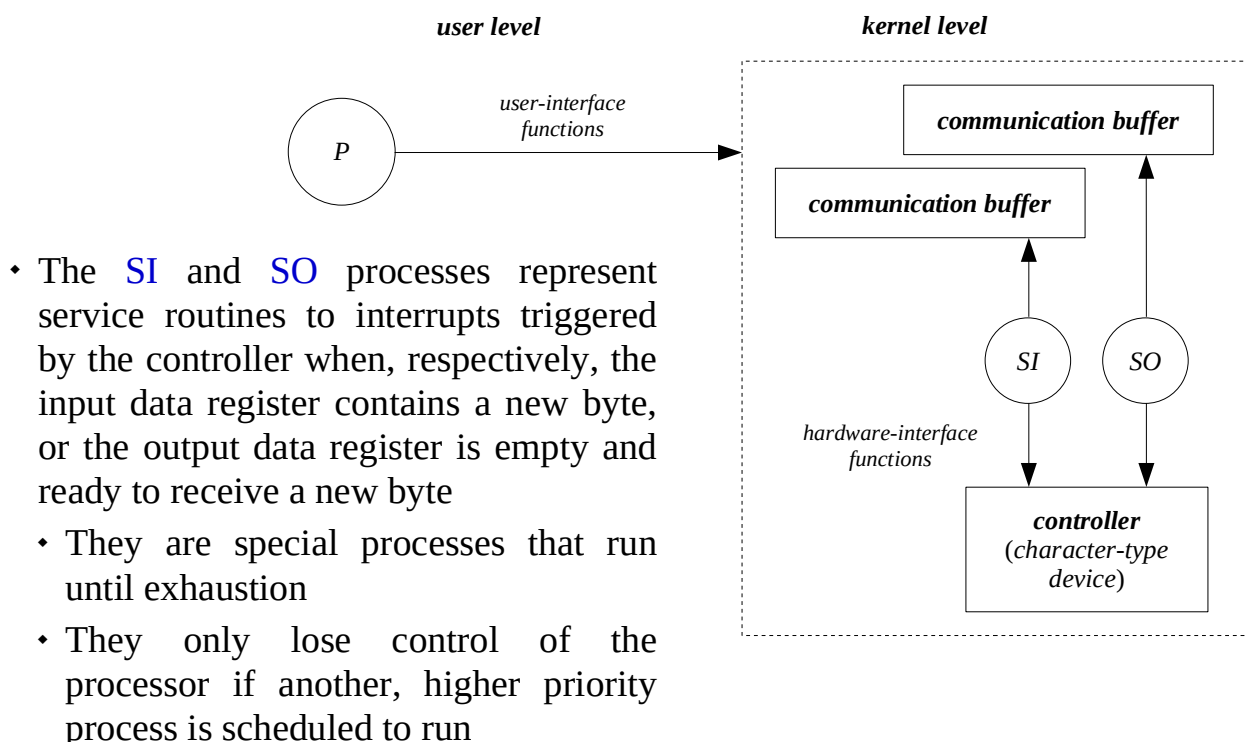 user level
kernel level
user-interface
functions
P
communication buffer
communication buffer
SI
SO
hardware-interface
functions
controller
(character-type
device)
The SI and SO processes represent
service routines to interrupts triggered
by the controller when, respectively, the
input data register contains a new byte,
or the output data register is empty and
ready to receive a new byte
They are special processes that run
until exhaustion
They only lose control of the
processor if another, higher priority
process is scheduled to run